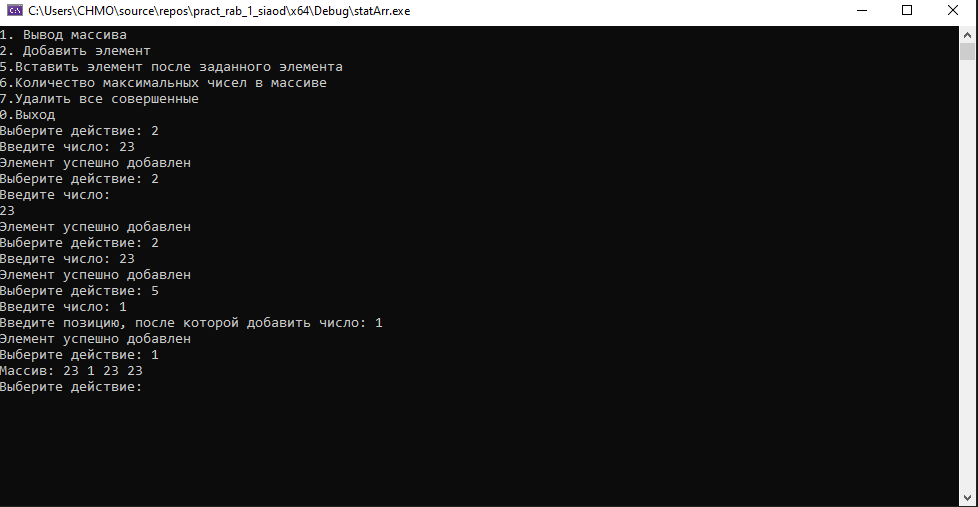 C:\Users\CHMO\source\repos\pract_rab_1_siaod\x64\Debug\statArr.exe
1. Вывод массива
2. Добавить элемент
5.Вставить элемент после заданного элемента
6.Количество максимальных чисел в массиве
7.Удалить все совершенные
0.Выход
Выберите действие: 2
Введите число: 23
Элемент успешно добавлен
Выберите действие: 2
Введите число:
23
Элемент успешно добавлен
Выберите действие: 2
Введите число: 23
Элемент успешно добавлен
Выберите действие: 5
Введите число: 1
Введите позицию, после которой добавить число: 1
Элемент успешно добавлен
Выберите действие: 1
Массив: 23 1 23 23
Выберите действие: